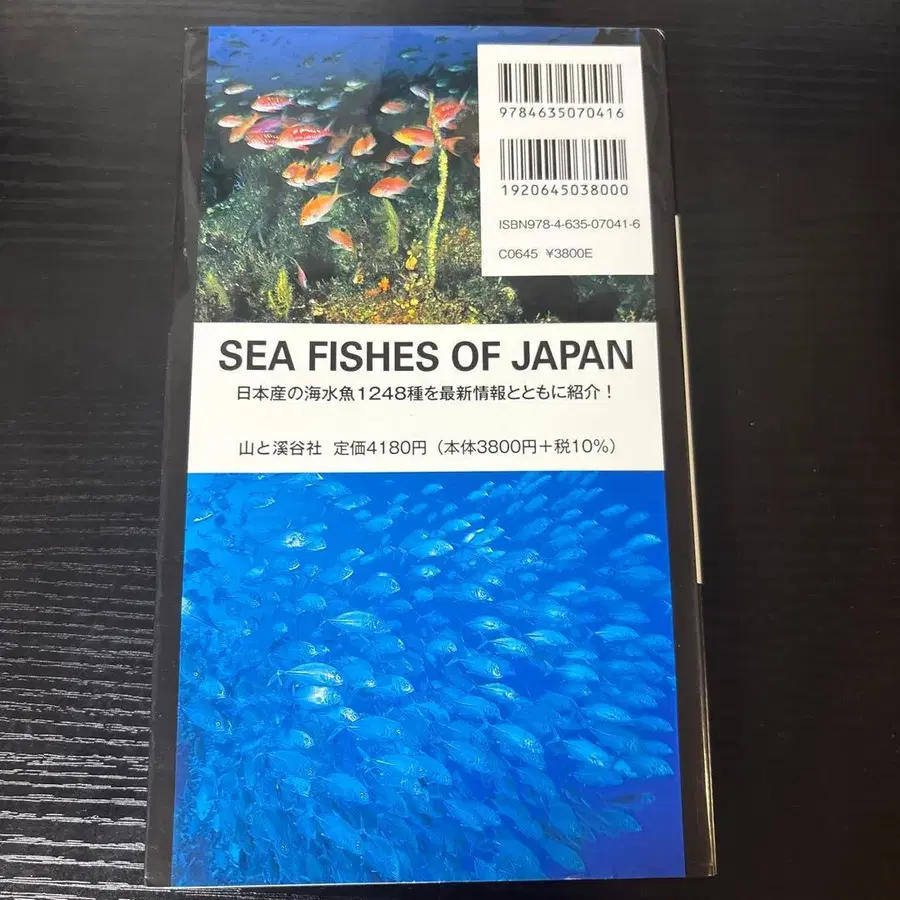 9784635070416
1920645038000
ISBN978-4-635-07041-6
C0645 ¥3800E
SEA FISHES OF JAPAN
日本産の海水魚1248種を最新情報とともに紹介！
山と溪谷社 定価4180円（本体3800円＋税10%）